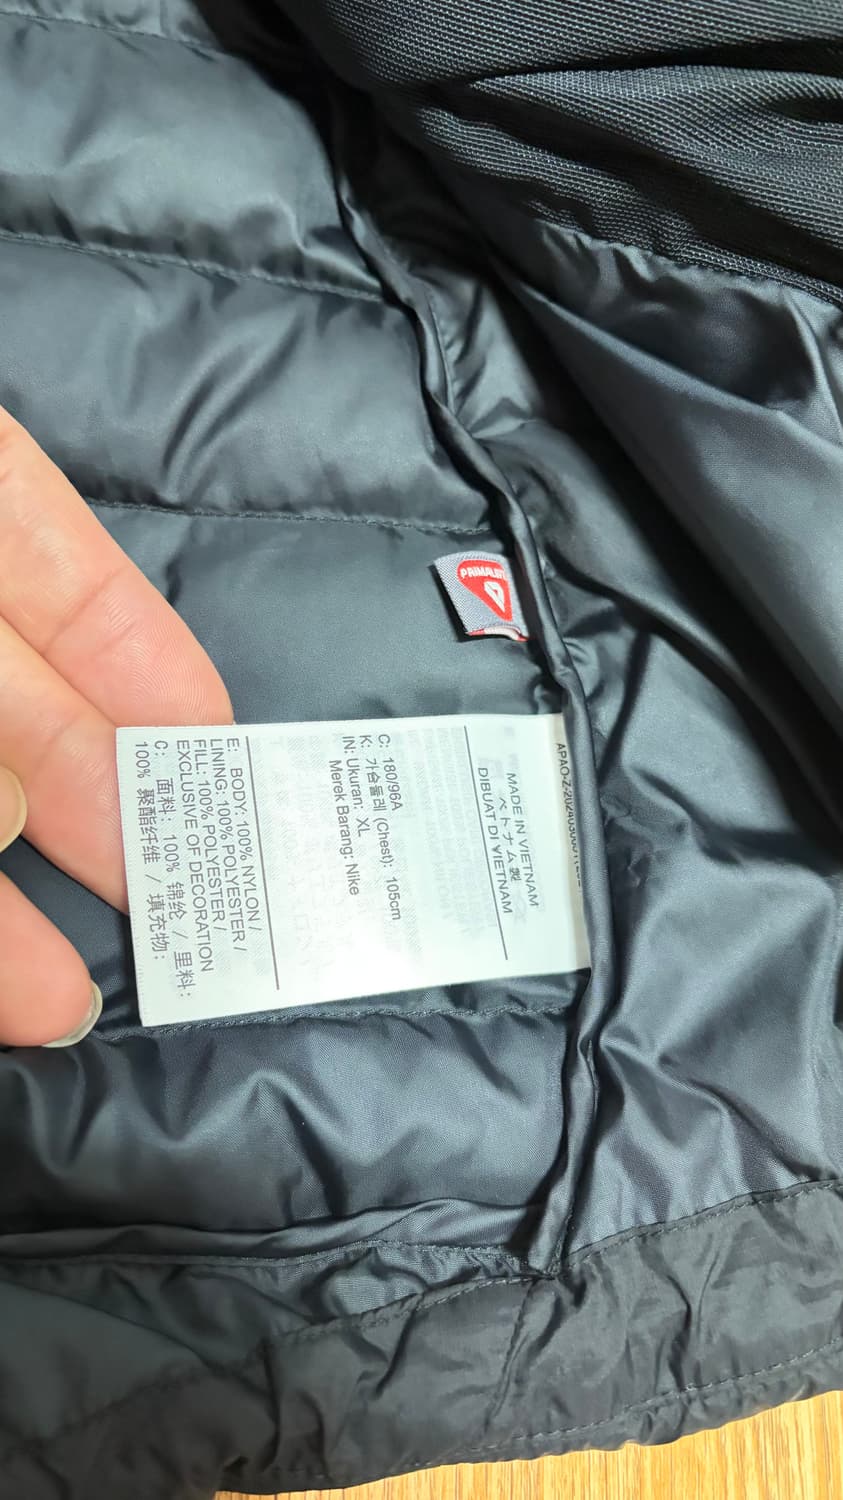 PRIMALOFT
MADE IN VIETNAM
ベトナム製
DIBUAT DI VIETNAM
C: 180/96A
K: 가슴둘레 (Chest): 105cm
IN: Ukuran: XL
Merek Barang: Nike
E: BODY: 100% NYLON /
LINING: 100% POLYESTER /
FILL: 100% POLYESTER /
EXCLUSIVE OF DECORATION
C: 面料: 100% 锦纶 / 里料:
100% 聚酯纤维 / 填充物: